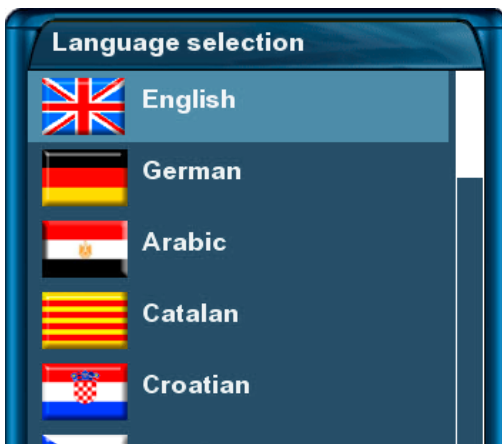 Language selection
English
German
Arabic
Catalan
Croatian